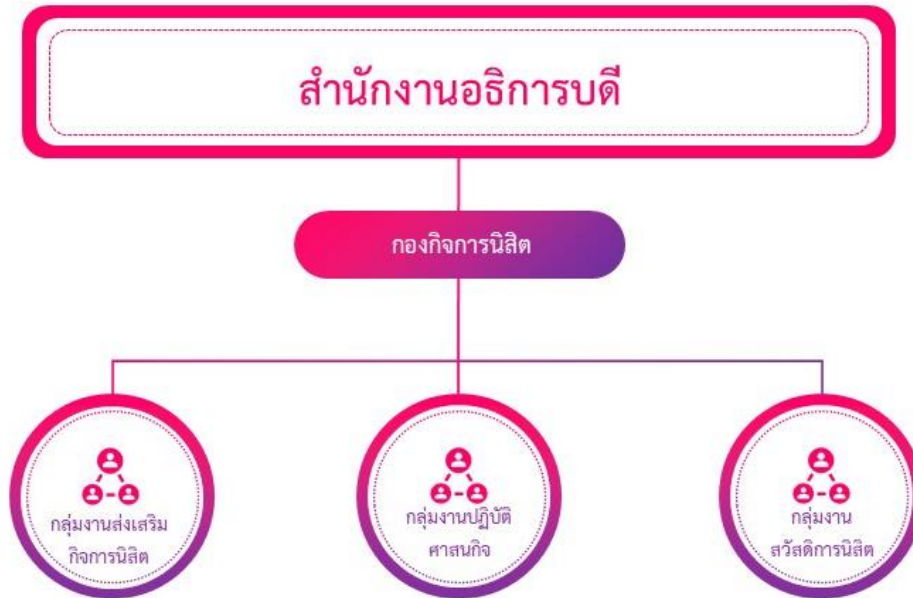 สำนักงานอธิการบดี
กองกิจการนิสิต
กลุ่มงานส่งเสริม
กิจการนิสิต
กลุ่มงานปฏิบัติ
ศาสนกิจ
กลุ่มงาน
สวัสดิการนิสิต